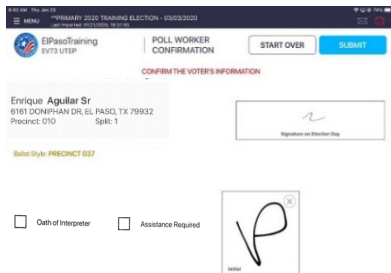 8:42 AM Thu Jan 23
74%
MENU
**PRIMARY 2020 TRAINING ELECTION - 03/03/2020
ElPasoTraining
EV73 UTEP
POLL WORKER
CONFIRMATION
START OVER
SUBMIT
CONFIRM THE VOTER'S INFORMATION
Enrique Aguilar Sr
6161 DONIPHAN DR, EL PASO, TX 79932
Precinct: 010 Split: 1
Signature on Election Day
Ballot Style: PRECINCT 037
Oath of Interpreter
Assistance Required
Initial